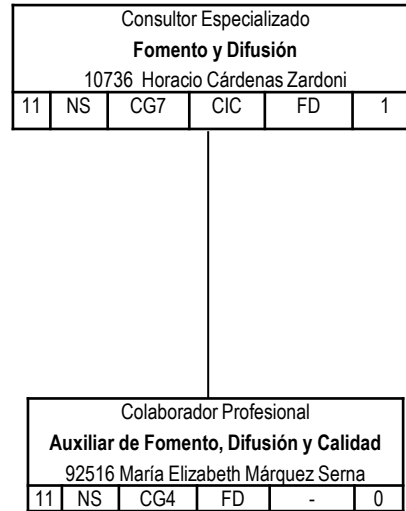 Consultor Especializado
Fomento y Difusión
10736 Horacio Cárdenas Zardoni
11 NS CG7 CIC FD 1
Colaborador Profesional
Auxiliar de Fomento, Difusión y Calidad
92516 María Elizabeth Márquez Serna
11 NS CG4 FD - 0